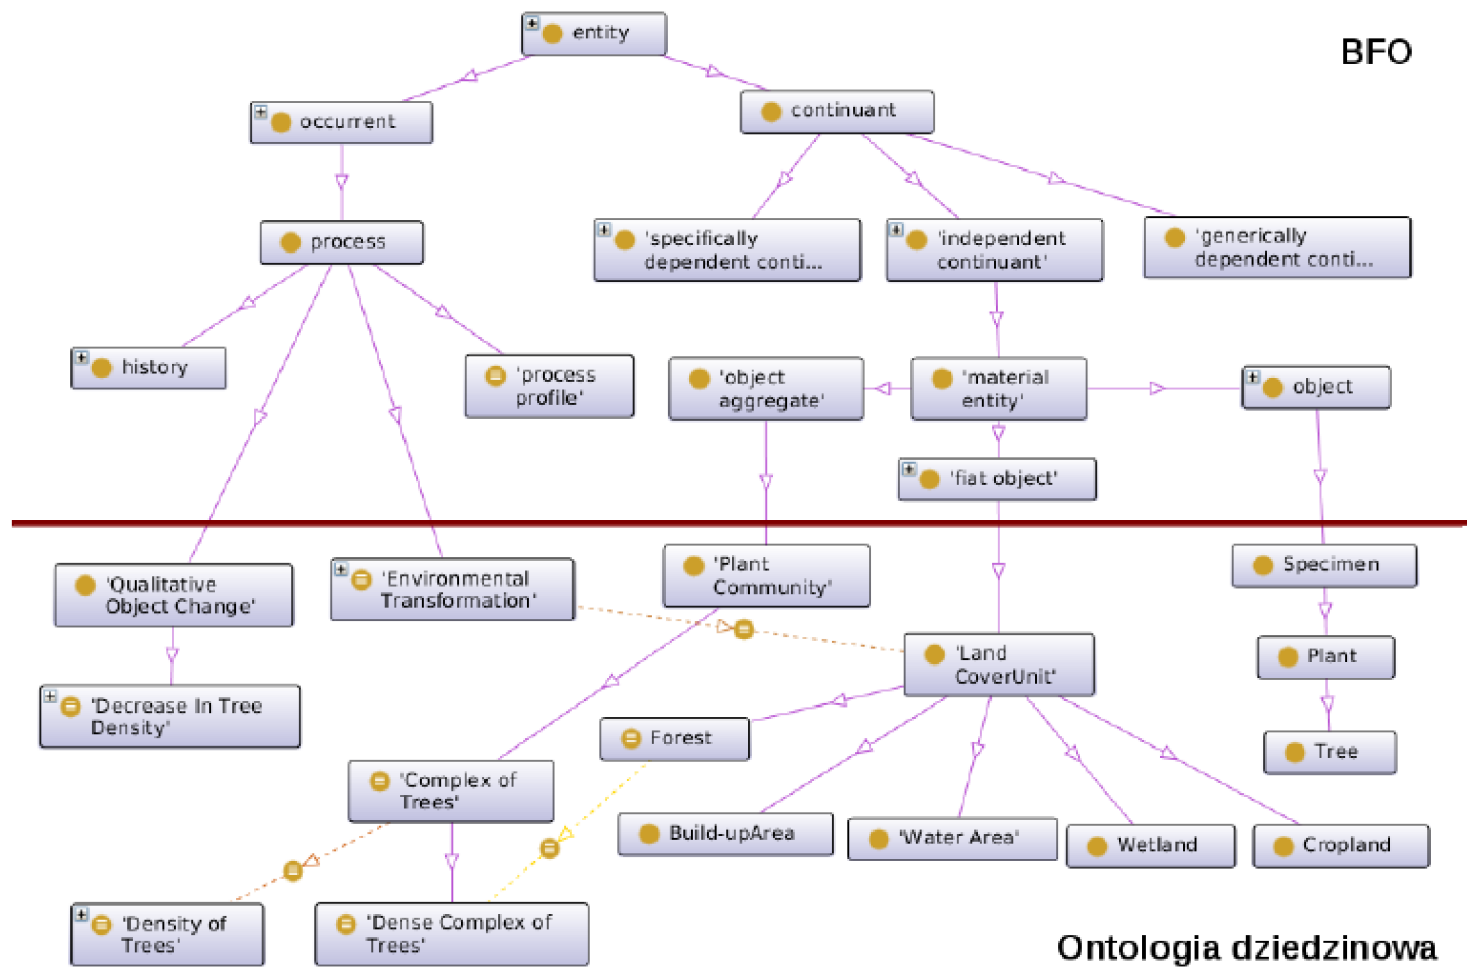 entity
BFO
occurrent
continuant
process
'specifically
dependent conti...
'independent
continuant'
'generically
dependent conti...
history
'process
profile'
'object
aggregate'
'material
entity'
object
'fiat object'
'Qualitative
Object Change'
'Environmental
Transformation'
'Plant
Community'
Specimen
'Land
CoverUnit'
Plant
'Decrease In Tree
Density'
Forest
Tree
'Complex of
Trees'
Build-upArea
'Water Area'
Wetland
Cropland
'Density of
Trees'
'Dense Complex of
Trees'
Ontologia dziedzinowa